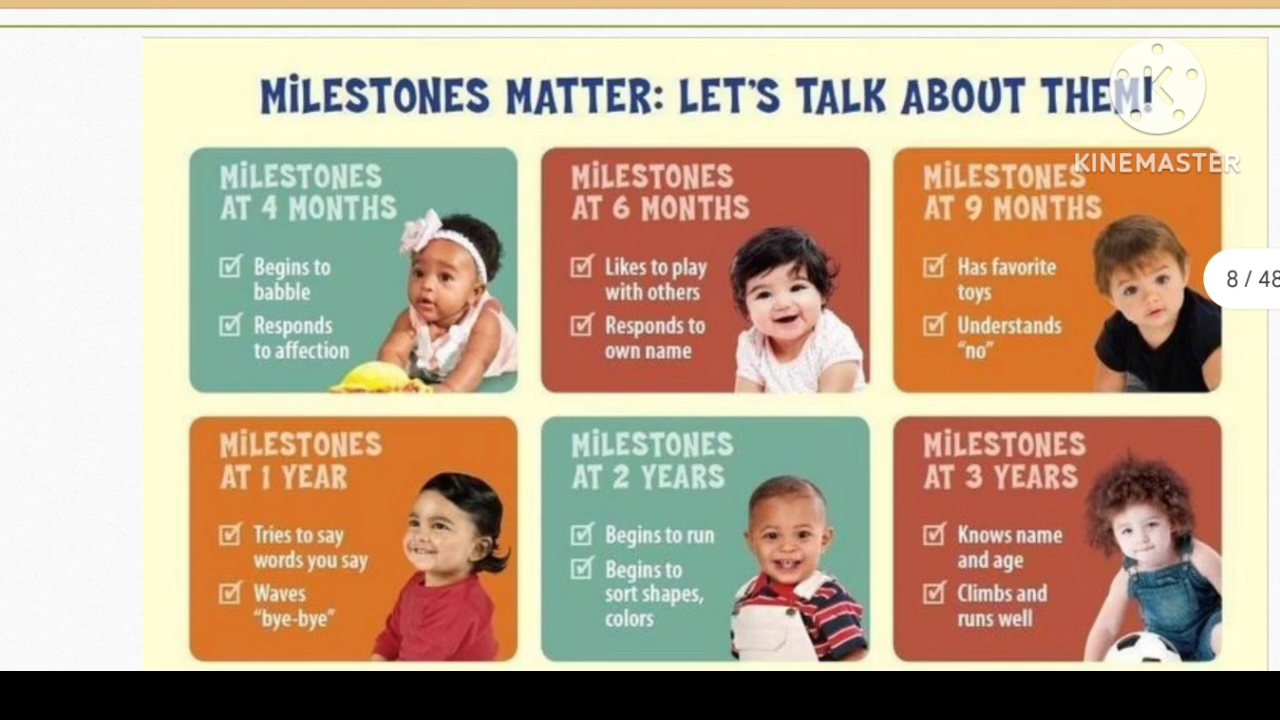 MiLESTONES MATTER: LET'S TALK ABOUT THEM!
KINEMASTER
MiLESTONES
AT 4 MONTHS
Begins to
babble
Responds
to affection
MiLESTONES
AT 6 MONTHS
Likes to play
with others
Responds to
own name
MiLESTONES
AT 9 MONTHS
Has favorite
toys
Understands
“no”
8 / 48
MiLESTONES
AT 1 YEAR
Tries to say
words you say
Waves
“bye-bye”
MiLESTONES
AT 2 YEARS
Begins to run
Begins to
sort shapes,
colors
MiLESTONES
AT 3 YEARS
Knows name
and age
Climbs and
runs well